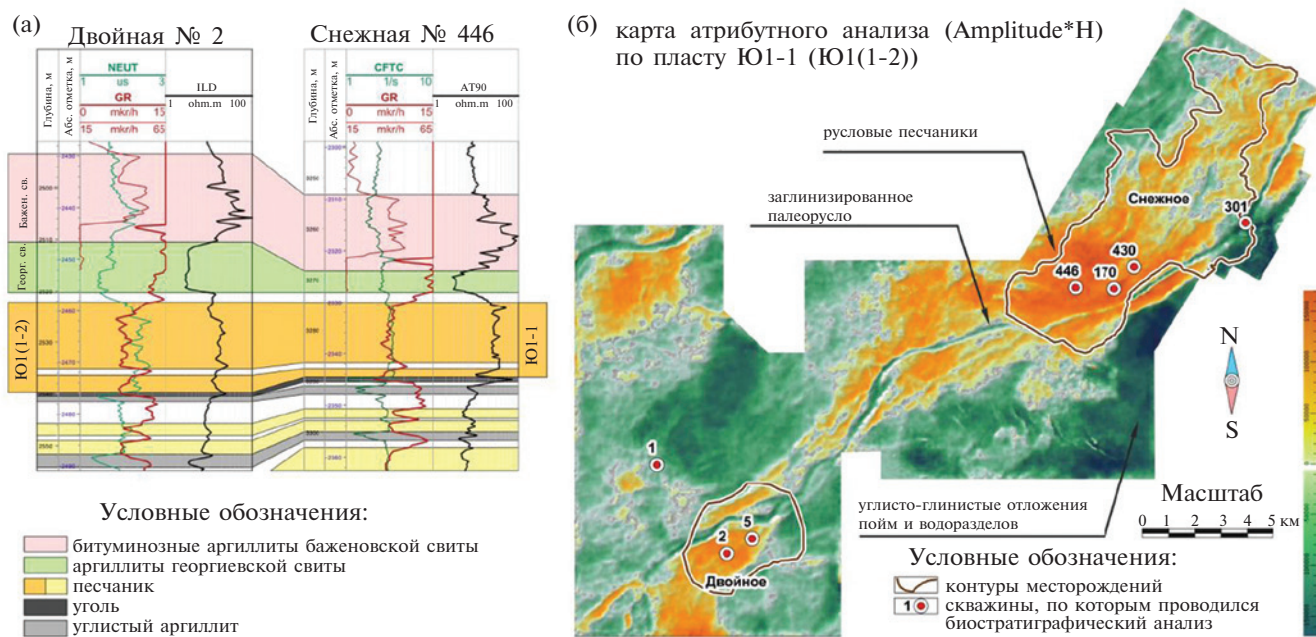 (а)
Двойная № 2
Снежная № 446
Глубина, м
Абс. отметка, м
NEUT
1 us 3
GR
0 mkr/h 15
15 mkr/h 65
ILD
1 ohm.m 100
Глубина, м
Абс. отметка, м
CFTC
1 1/s 10
GR
0 mkr/h 15
15 mkr/h 65
AT90
1 ohm.m 100
Бажен. св.
Георг. св.
Ю1(1-2)
Ю1-1
Условные обозначения:
битуминозные аргиллиты баженовской свиты
аргиллиты георгиевской свиты
песчаник
уголь
углистый аргиллит
(б) карта атрибутного анализа (Amplitude*H)
по пласту Ю1-1 (Ю1(1-2))
русловые песчаники
заглинизированное
палеорусло
Снежное
301
430
446
170
N
S
1
5
2
Двойное
углисто-глинистые отложения
пойм и водоразделов
Масштаб
0 1 2 3 4 5 км
Условные обозначения:
контуры месторождений
1 скважины, по которым проводился
биостратиграфический
анализ